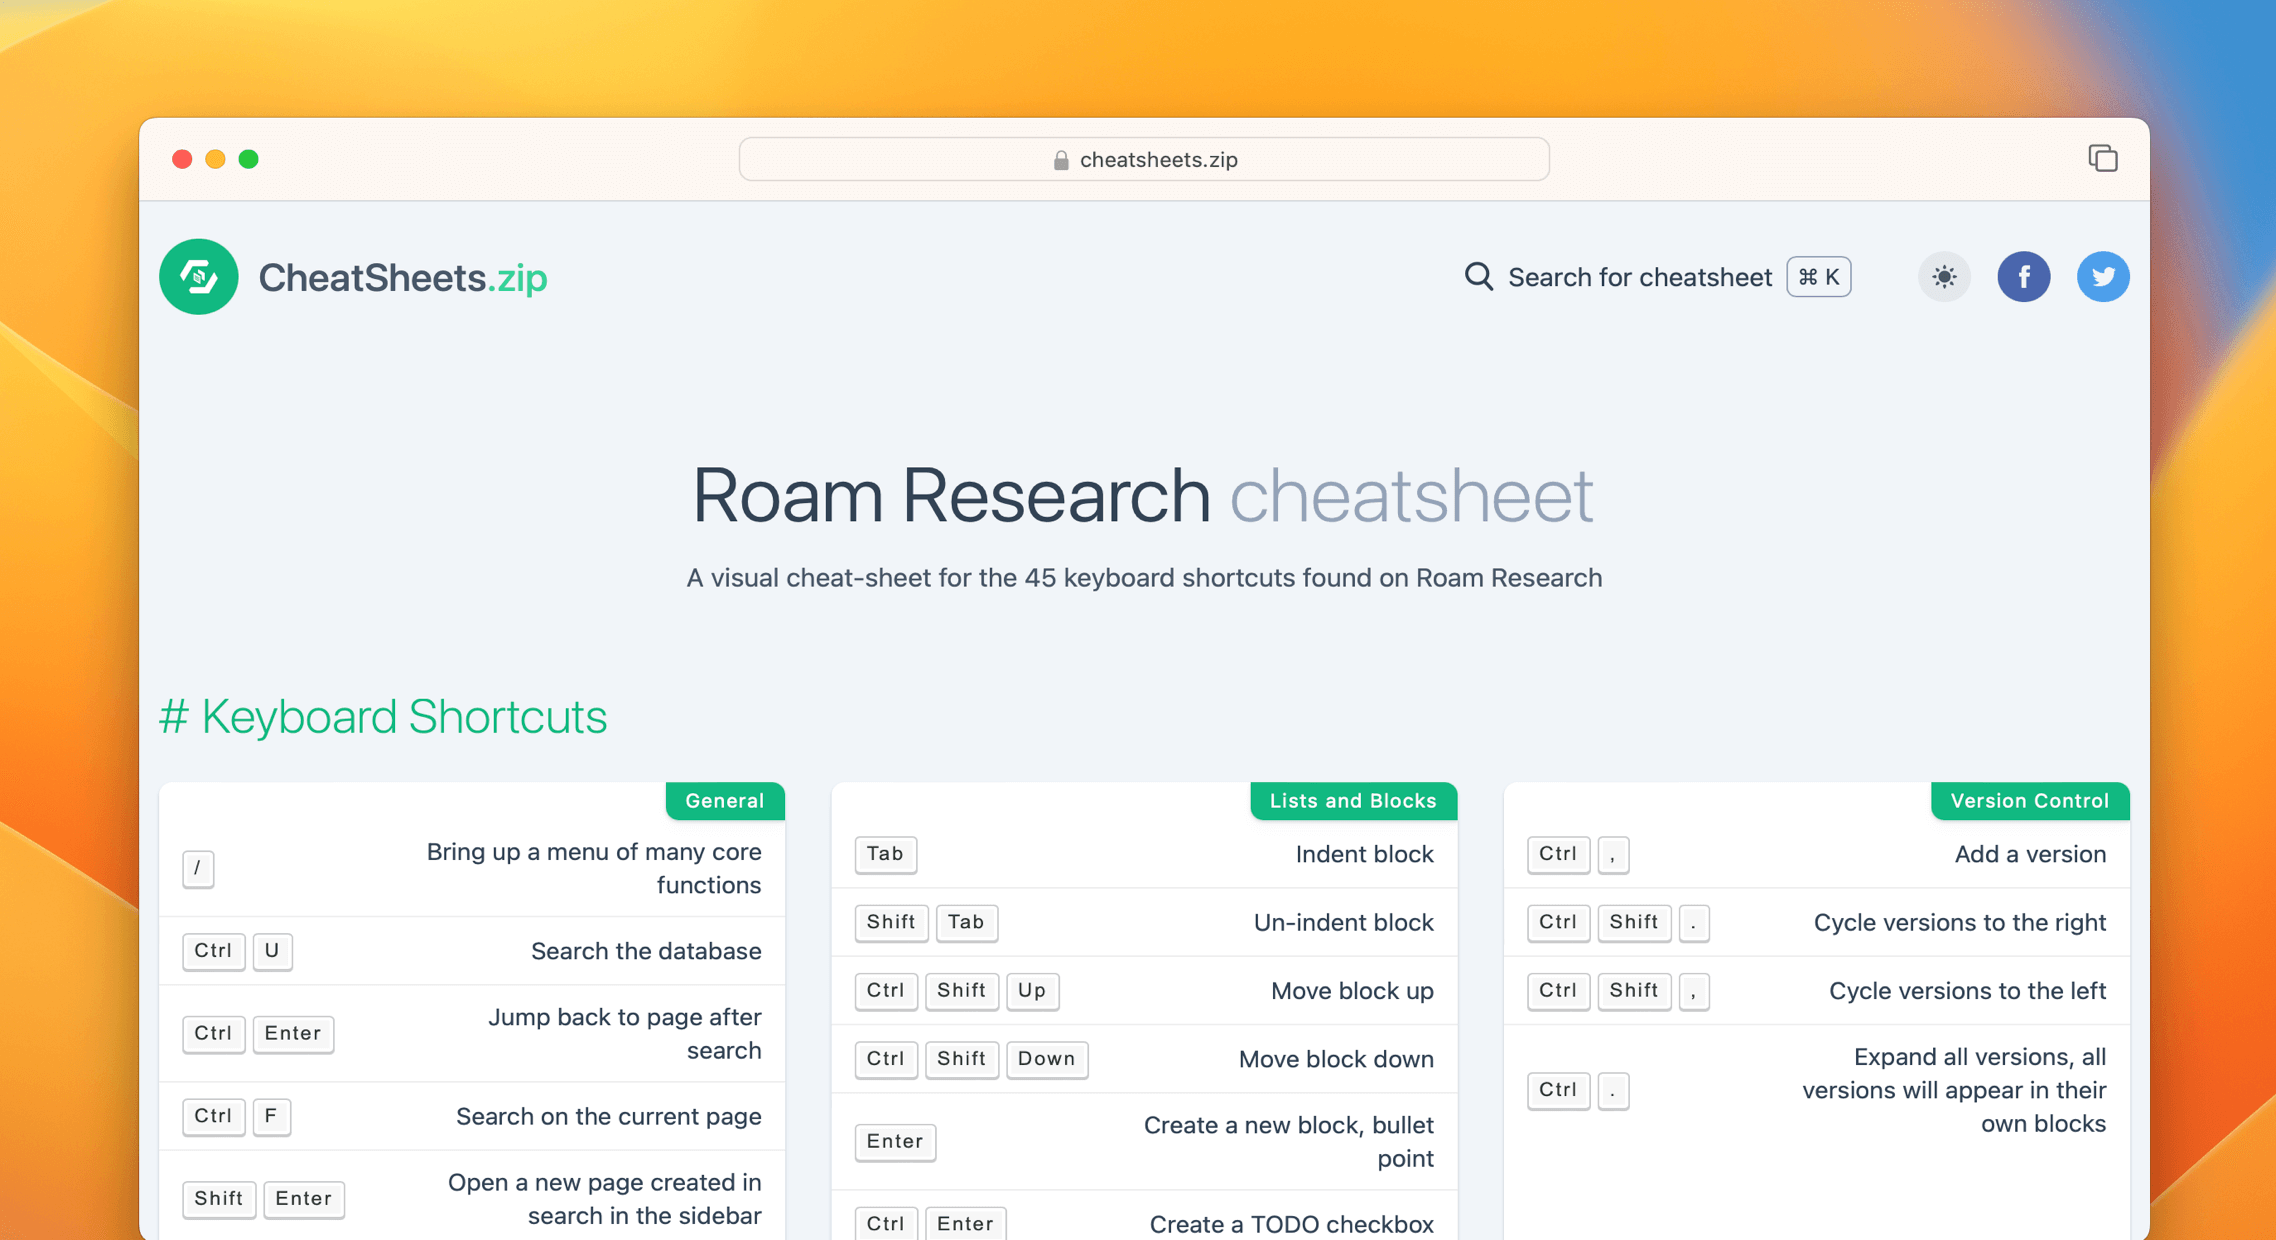 cheatsheets.zip
CheatSheets.zip
Search for cheatsheet ⌘ K
f
Roam Research cheatsheet
A visual cheat-sheet for the 45 keyboard shortcuts found on Roam Research
# Keyboard Shortcuts
General
/ Bring up a menu of many core
functions
Ctrl U Search the database
Ctrl Enter Jump back to page after
search
Ctrl F Search on the current page
Shift Enter Open a new page created in
search in the sidebar
Lists and Blocks
Tab Indent block
Shift Tab Un-indent block
Ctrl Shift Up Move block up
Ctrl Shift Down Move block down
Enter Create a new block, bullet
point
Ctrl Enter Create a TODO checkbox
Version Control
Ctrl , Add a version
Ctrl Shift . Cycle versions to the right
Ctrl Shift , Cycle versions to the left
Ctrl . Expand all versions, all
versions will appear in their
own blocks